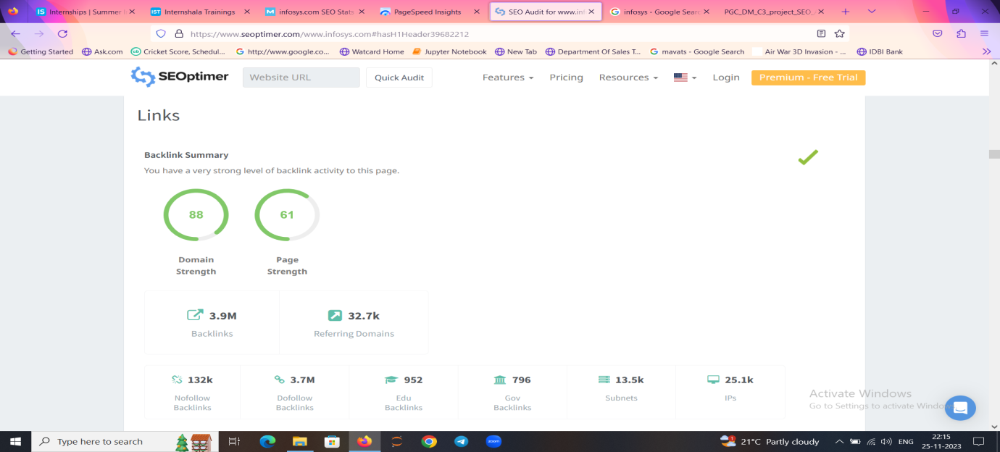 Internships | Summer I
Internshala Trainings
infosys.com SEO Stats
PageSpeed Insights
SEO Audit for www.inf
infosys - Google Searc
PGC_DM_C3_project_SEO_
https://www.seoptimer.com/www.infosys.com#hasH1Header39682212
Getting Started
Ask.com
Cricket Score, Schedul...
http://www.google.co...
Watcard Home
Jupyter Notebook
New Tab
Department Of Sales T...
mavats - Google Search
Air War 3D Invasion - ...
IDBI Bank
SEOptimer
Website URL
Quick Audit
Features
Pricing
Resources
Login
Premium - Free Trial
Links
Backlink Summary
You have a very strong level of backlink activity to this page.
88
61
Domain
Strength
Page
Strength
3.9M
Backlinks
32.7k
Referring Domains
132k
Nofollow
Backlinks
3.7M
Dofollow
Backlinks
952
Edu
Backlinks
796
Gov
Backlinks
13.5k
Subnets
25.1k
IPs
Activate Windows
Go to Settings to activate Windows
Type here to search
zoom
1
21°C Partly cloudy
ENG
22:15
25-11-2023